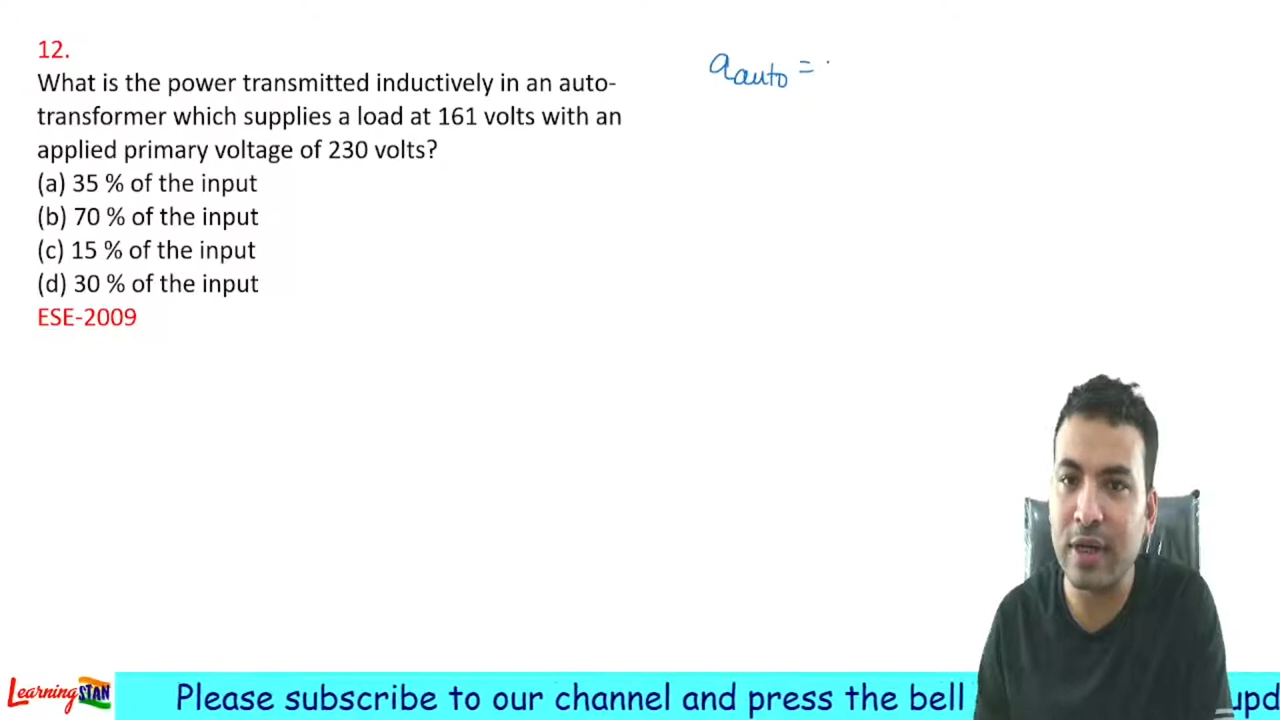 12.
What is the power transmitted inductively in an auto-
transformer which supplies a load at 161 volts with an
applied primary voltage of 230 volts?
(a) 35 % of the input
(b) 70 % of the input
(c) 15 % of the input
(d) 30 % of the input
ESE-2009
a auto =
Learning STAN
Please subscribe to our channel and press the bell upd